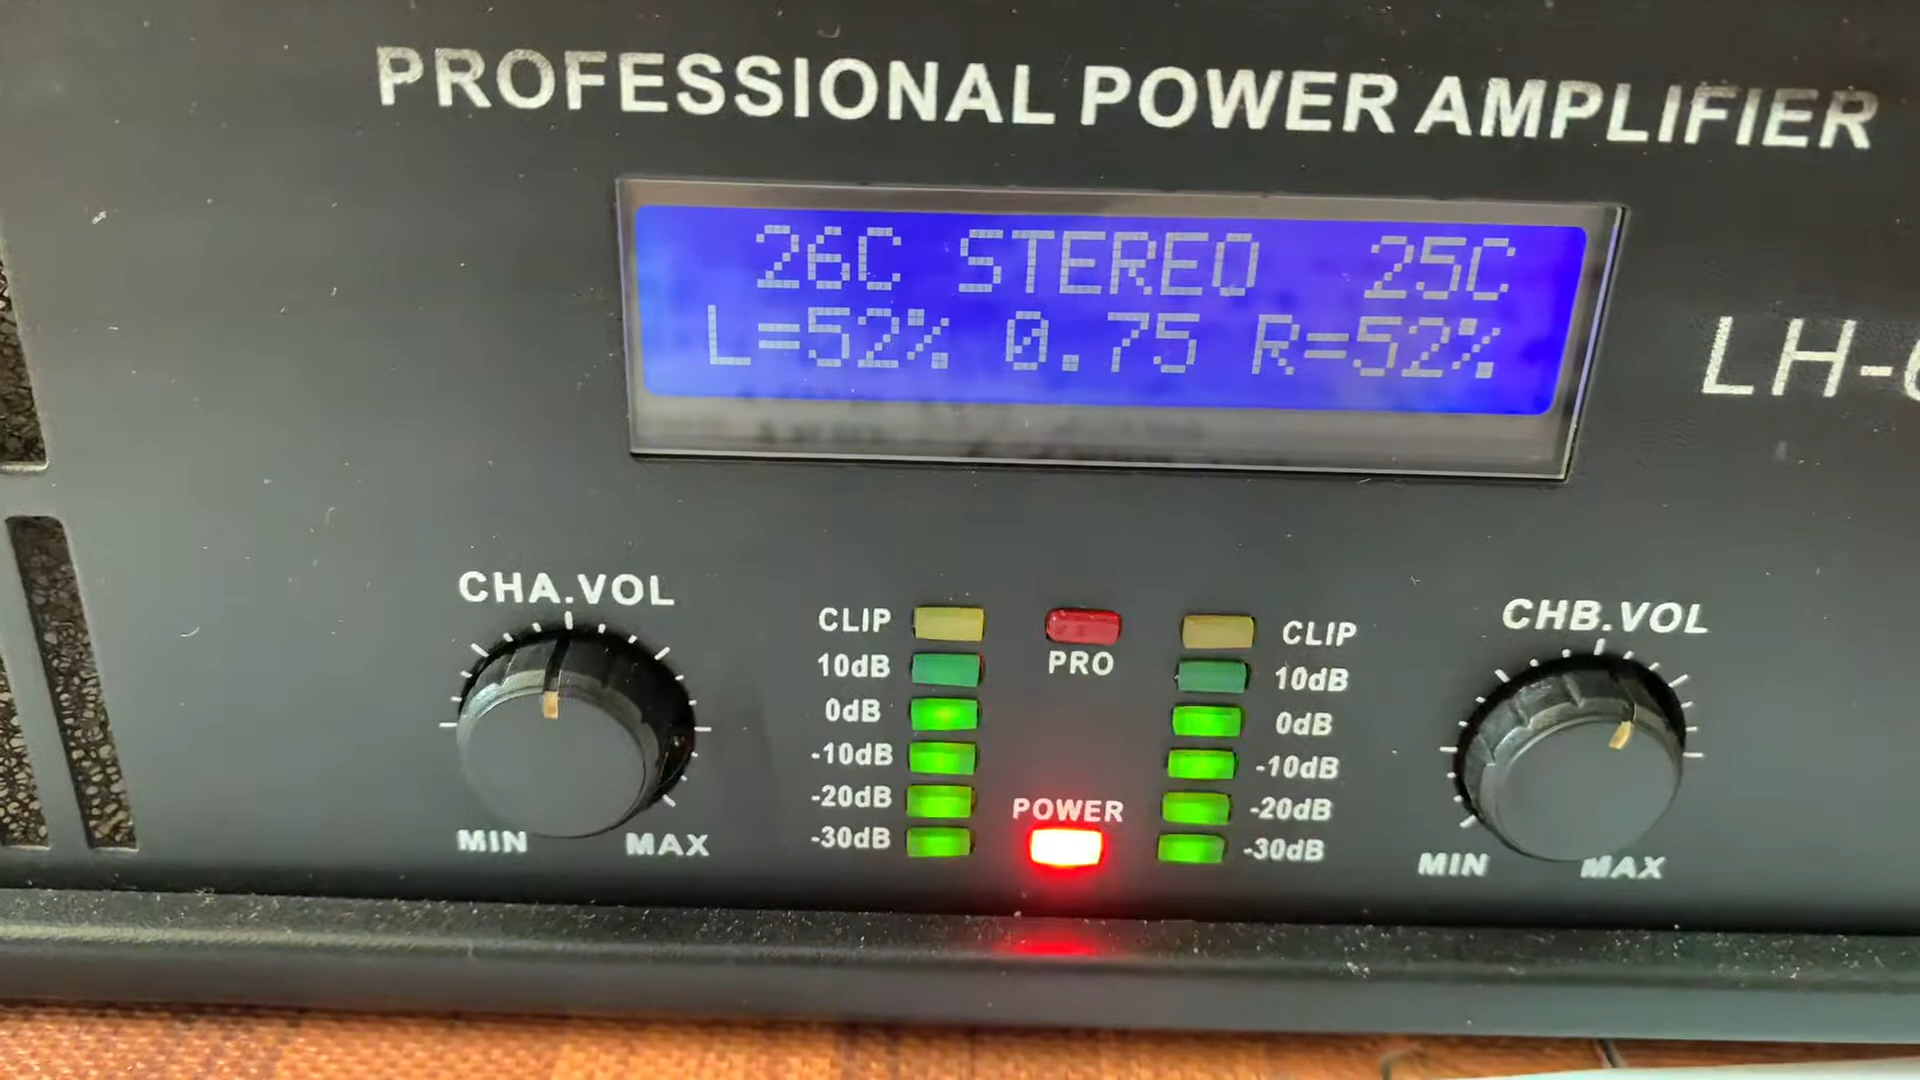 PROFESSIONAL POWER AMPLIFIER
26C STEREO 25C
L=52% 0.75 R=52%
LH-
CHA.VOL
MIN MAX
CLIP
10dB
0dB
-10dB
-20dB
-30dB
PRO
POWER
CLIP
10dB
0dB
-10dB
-20dB
-30dB
CHB.VOL
MIN MAX